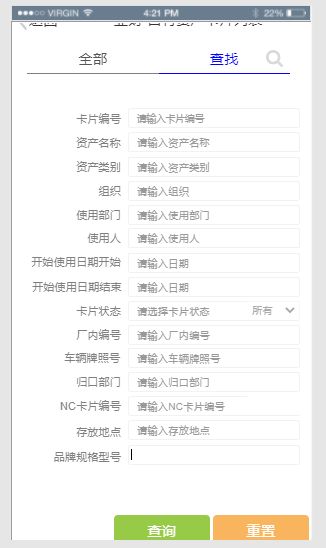 VIRGIN 4:21 PM 22%
全部 查找
卡片编号 请输入卡片编号
资产名称 请输入资产名称
资产类别 请输入资产类别
组织 请输入组织
使用部门 请输入使用部门
使用人 请输入使用人
开始使用日期开始 请输入日期
开始使用日期结束 请输入日期
卡片状态 请选择卡片状态 所有
厂内编号 请输入厂内编号
车辆牌照号 请输入车辆牌照号
归口部门 请输入归口部门
NC卡片编号 请输入NC卡片编号
存放地点 请输入存放地点
品牌规格型号
查询 重置